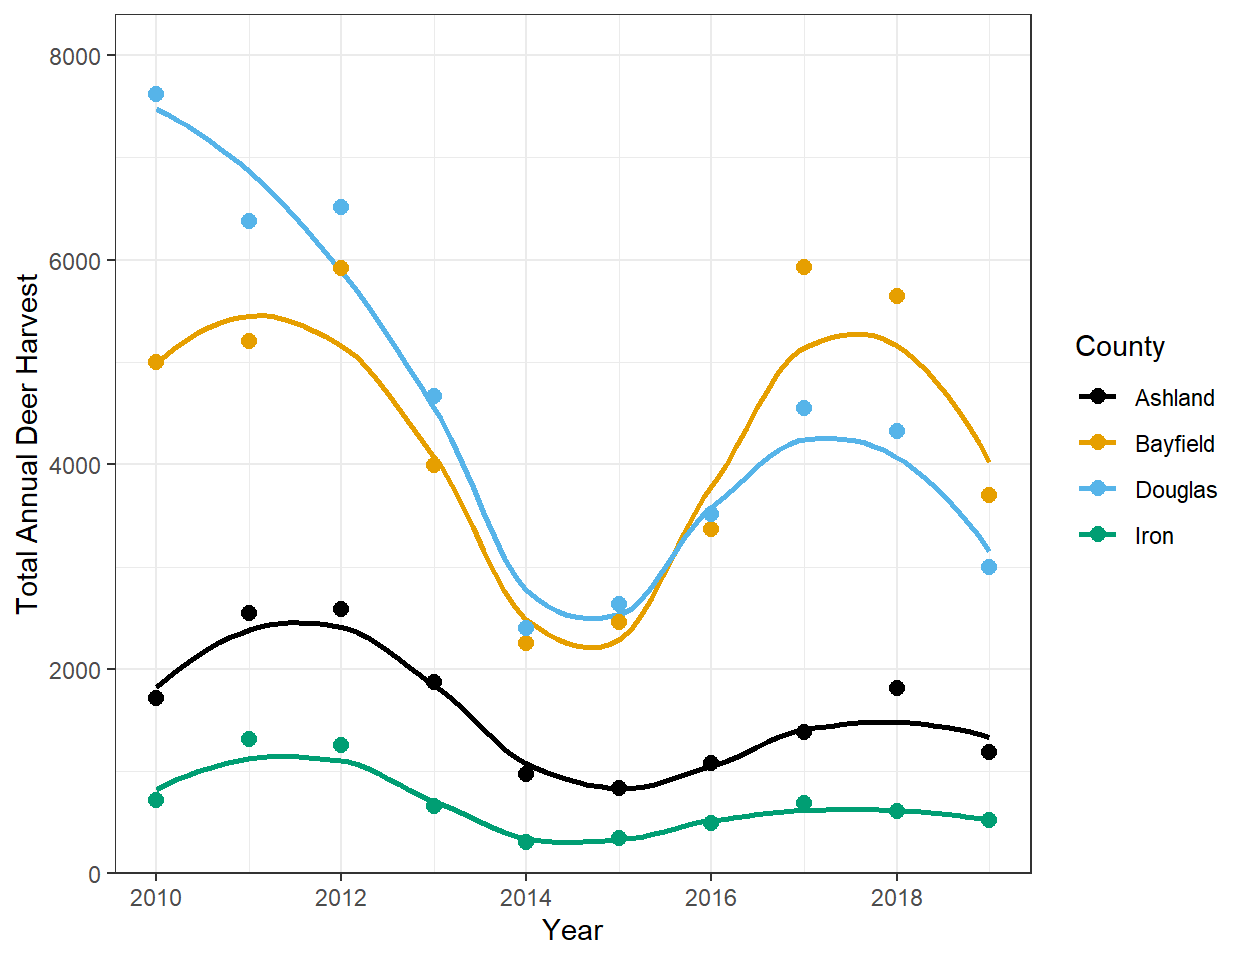 Total Annual Deer Harvest
8000
6000
4000
2000
0
2010 2012 2014 2016 2018
Year
County
Ashland
Bayfield
Douglas
Iron